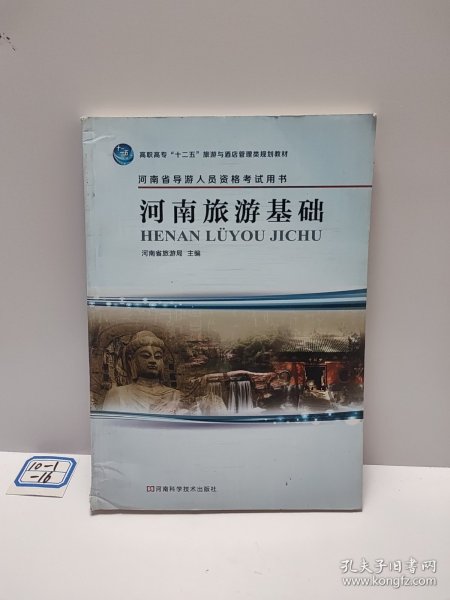 十二五
高职高专“十二五”旅游与酒店管理类规划教材
河南省导游人员资格考试用书
河南旅游基础
HENAN LÜYOU JICHU
河南省旅游局 主编
10-1
-16
河南科学技术出版社
孔夫子旧书网
www.kongfz.com